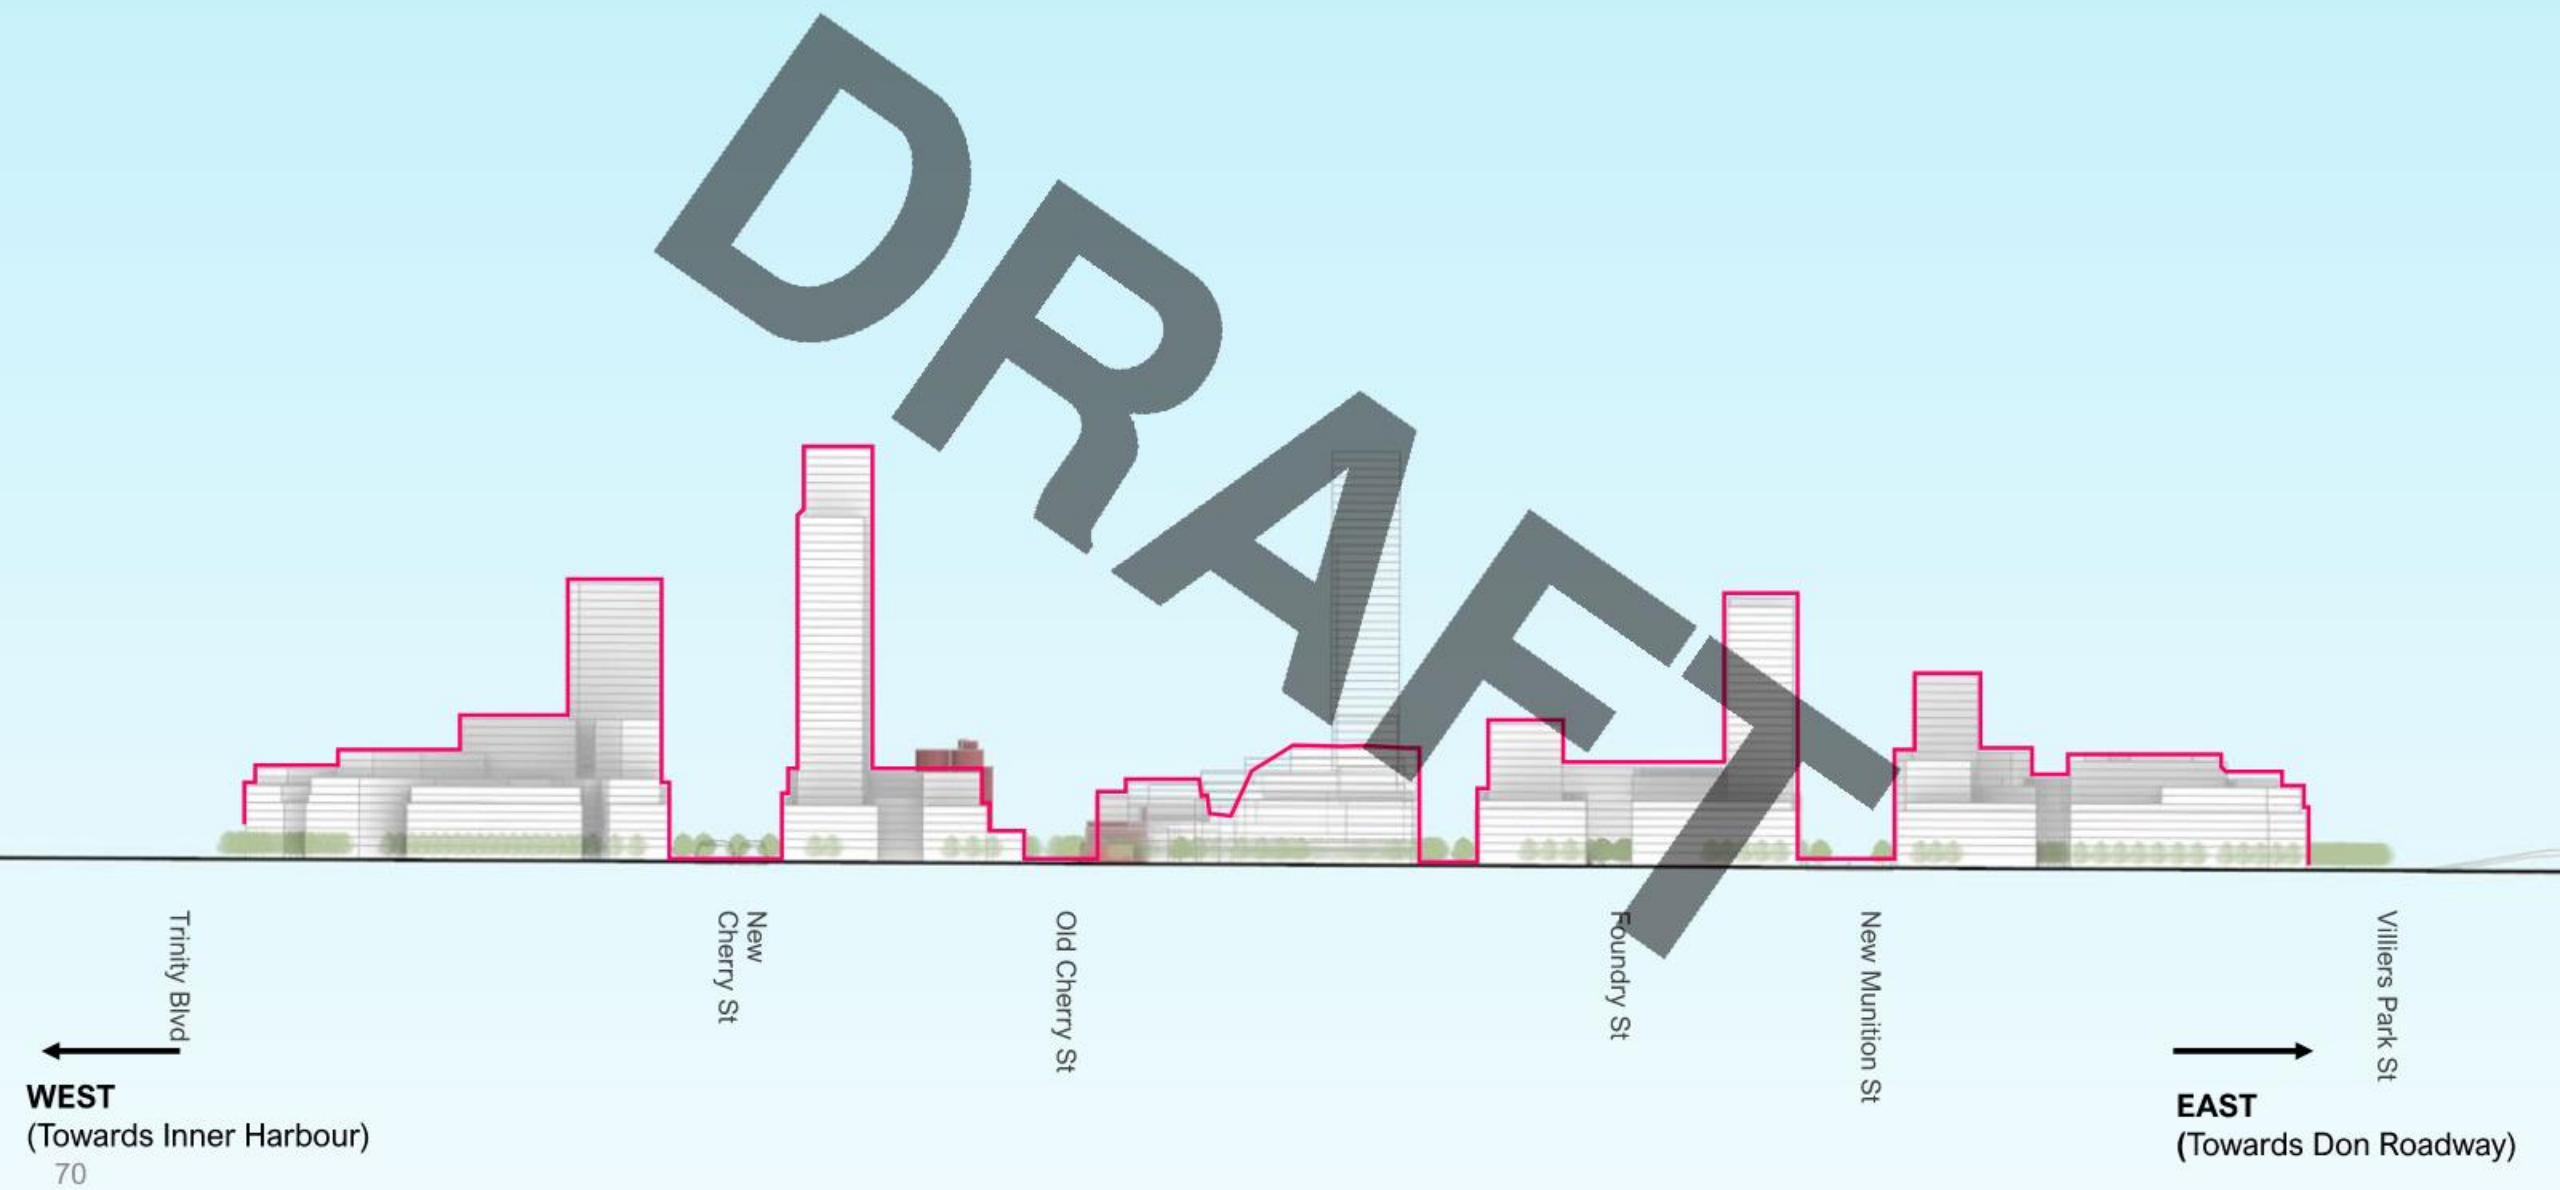 DRAFT
Trinity Blvd
New
Cherry St
Old Cherry St
Foundry St
New Munition St
Villiers Park St
WEST
(Towards Inner Harbour)
EAST
(Towards Don Roadway)
70